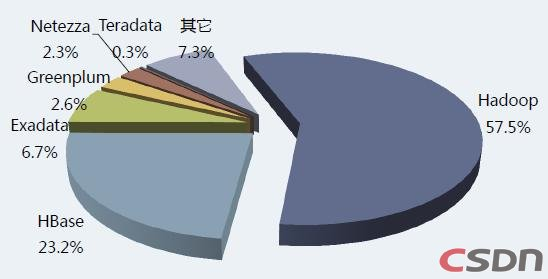 Netezza
2.3%
Teradata
0.3%
其它
7.3%
Greenplum
2.6%
Exadata
6.7%
HBase
23.2%
Hadoop
57.5%
CSDN